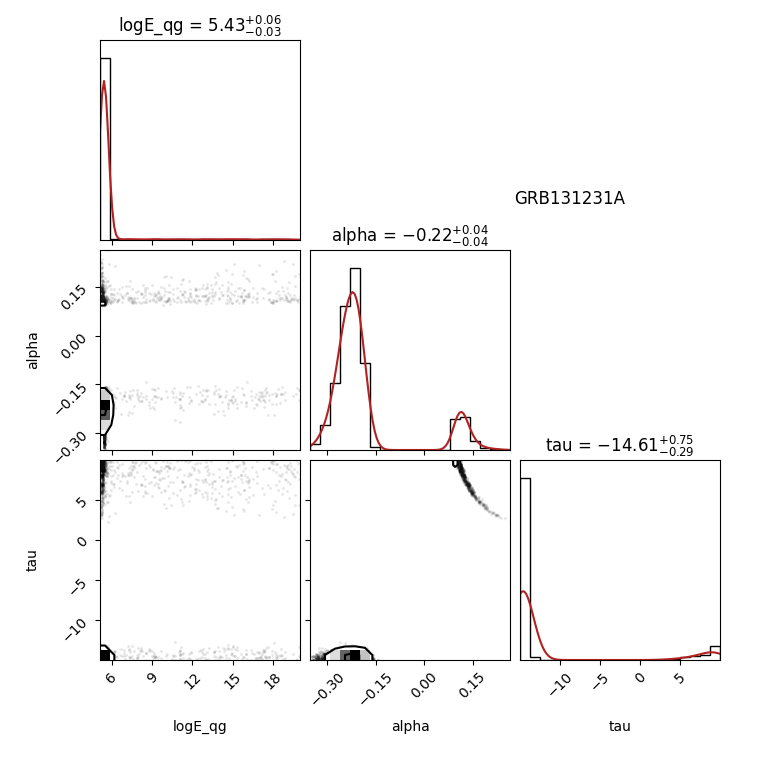 logE_qg = 5.43^{+0.06}_{−0.03}
GRB131231A
alpha = −0.22^{+0.04}_{−0.04}
alpha
0.15
0.00
−0.15
−0.30
tau = −14.61^{+0.75}_{−0.29}
tau
5
0
−5
−10
6 9 12 15 18
−0.30 −0.15 0.00 0.15
−10 −5 0 5
logE_qg alpha tau